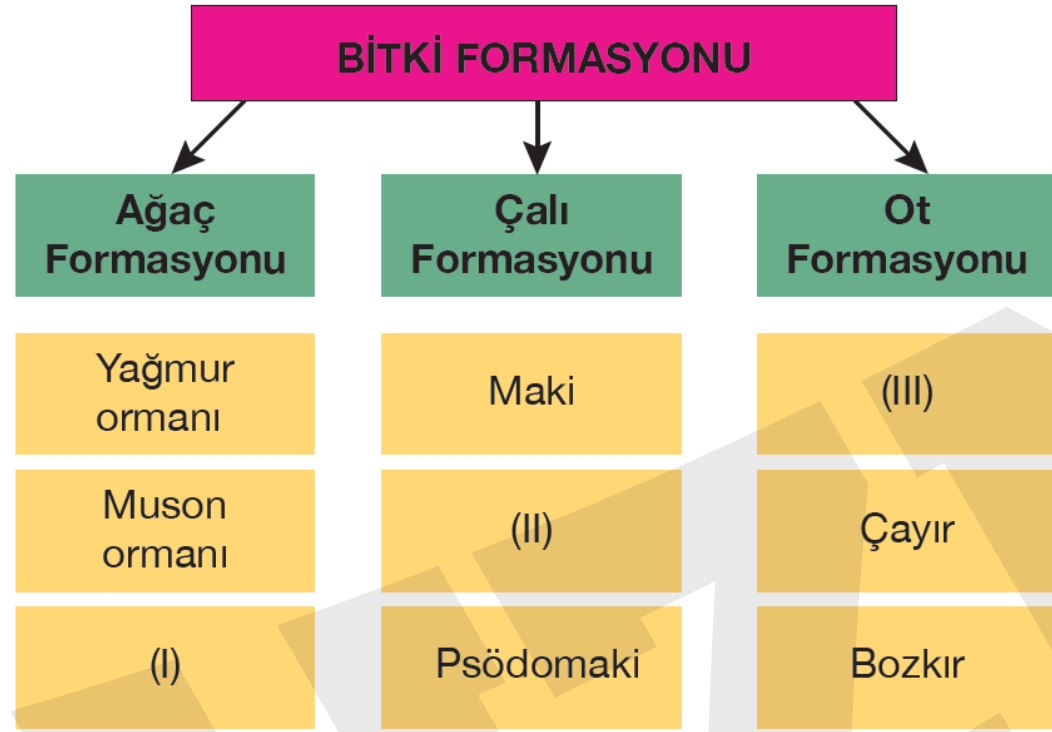 BİTKİ FORMASYONU
Ağaç
Formasyonu
Çalı
Formasyonu
Ot
Formasyonu
Yağmur
ormanı
Maki
(III)
Muson
ormanı
(II)
Çayır
(I)
Psödomaki
Bozkır